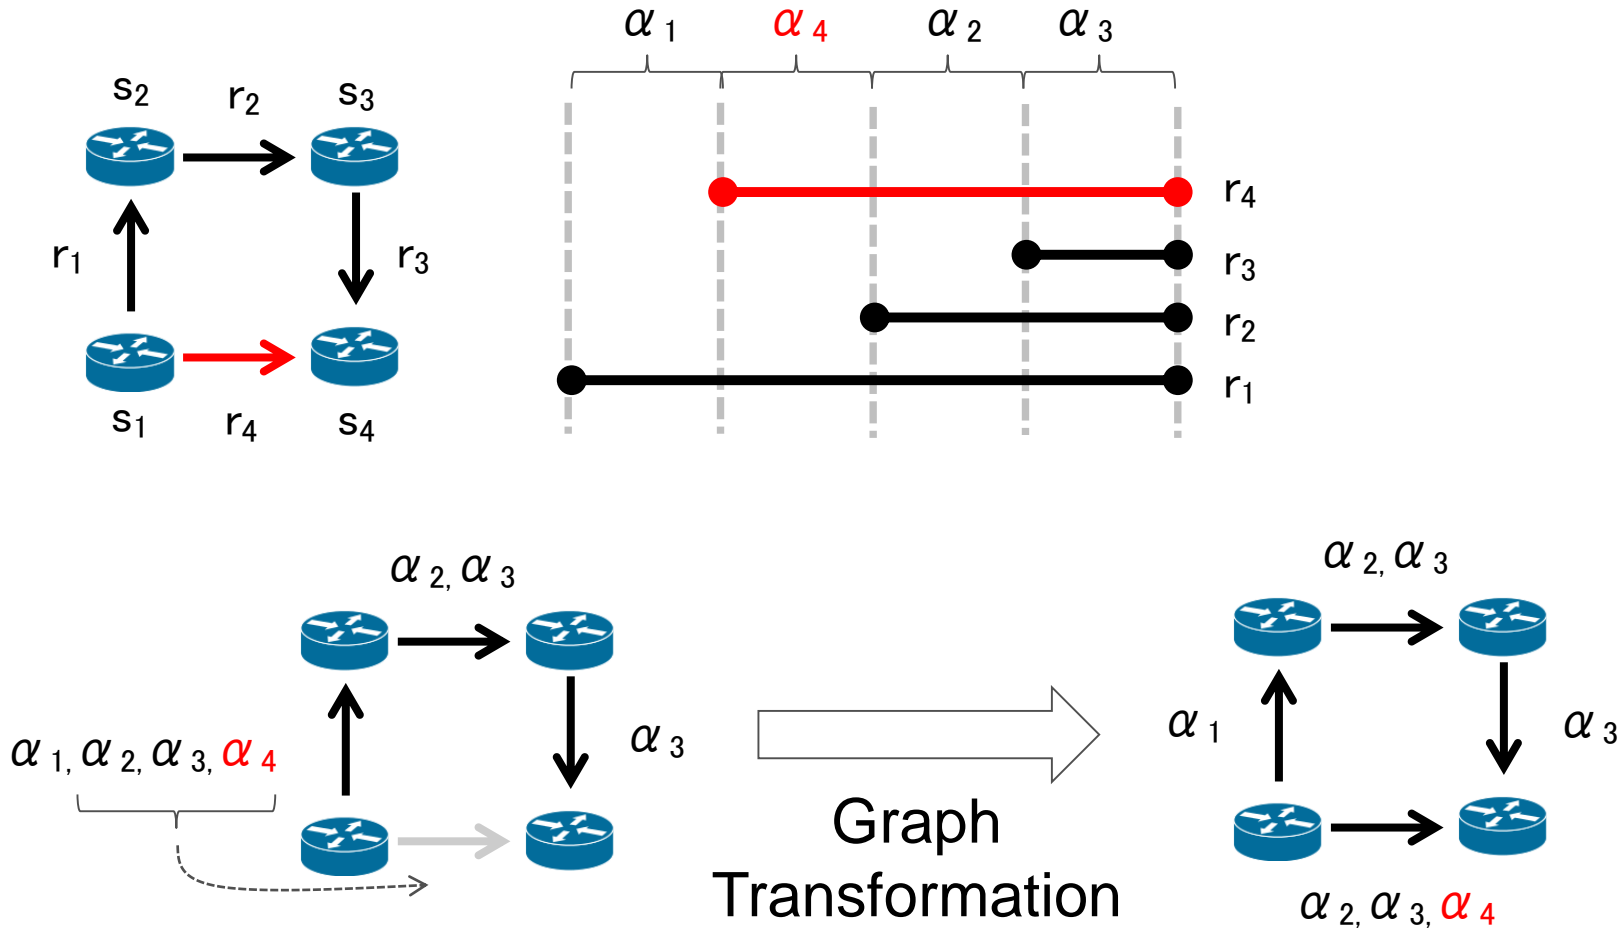 α1 α4 α2 α3
s2 r2 s3
r1 r3
s1 r4 s4
r4
r3
r2
r1
α2, α3
α1, α2, α3, α4
α3
Graph
Transformation
α2, α3
α1
α3
α2, α3, α4